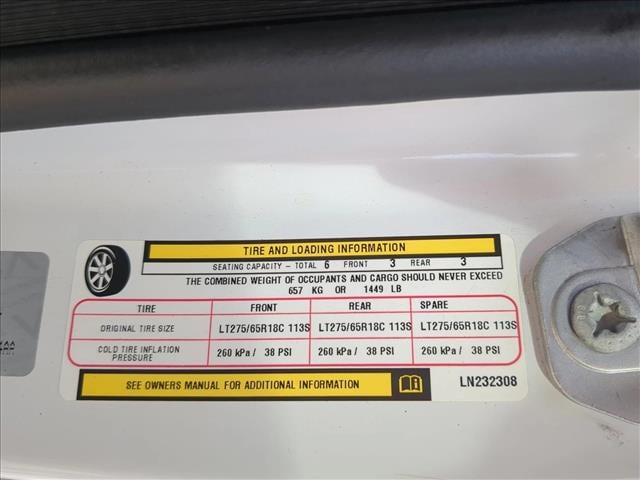 TIRE AND LOADING INFORMATION
SEATING CAPACITY – TOTAL 6 FRONT 3 REAR 3
THE COMBINED WEIGHT OF OCCUPANTS AND CARGO SHOULD NEVER EXCEED
657 KG OR 1449 LB
TIRE FRONT REAR SPARE
ORIGINAL TIRE SIZE LT275/65R18C 113S LT275/65R18C 113S LT275/65R18C 113S
COLD TIRE INFLATION PRESSURE 260 kPa / 38 PSI 260 kPa / 38 PSI 260 kPa / 38 PSI
SEE OWNERS MANUAL FOR ADDITIONAL INFORMATION
LN232308